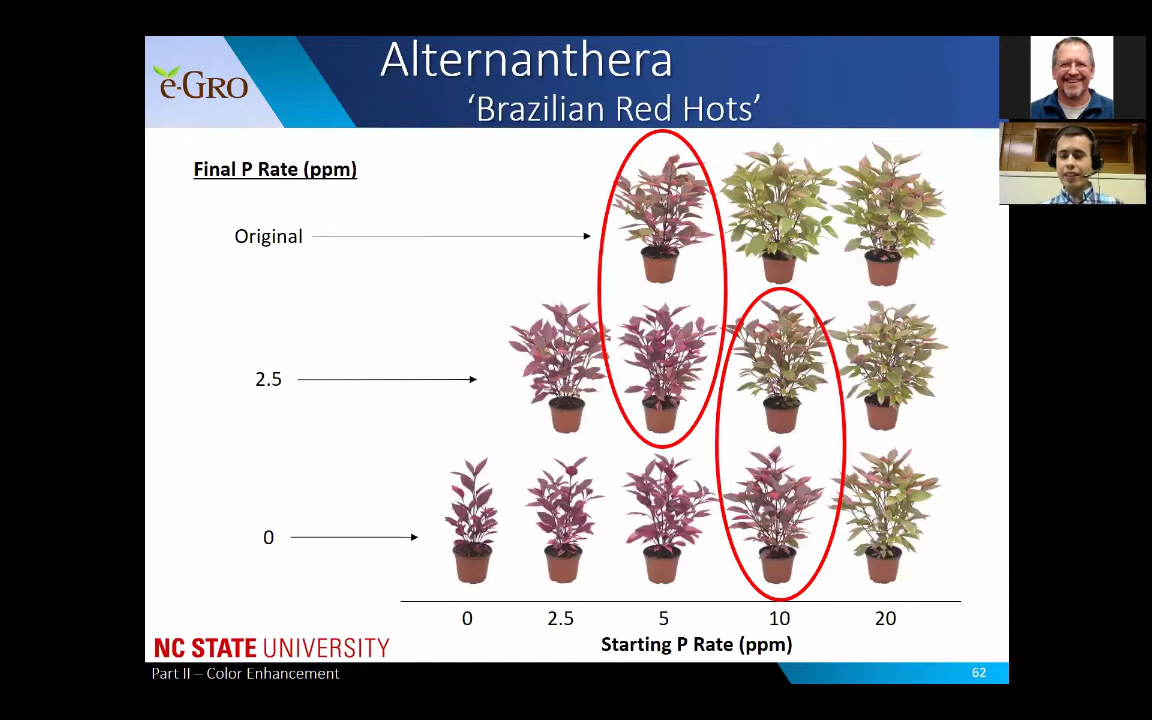 e-GRO
Alternanthera
‘Brazilian Red Hots’
Final P Rate (ppm)
Original
2.5
0
0 2.5 5 10 20
Starting P Rate (ppm)
NC STATE UNIVERSITY
Part II – Color Enhancement
62